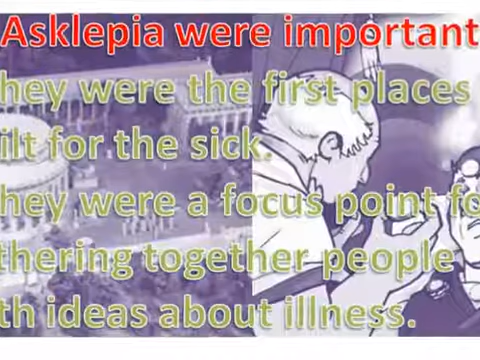 Asklepia were important
hey were the first places
ilt for the sick.
hey were a focus point fo
thering together people
th ideas about illness.